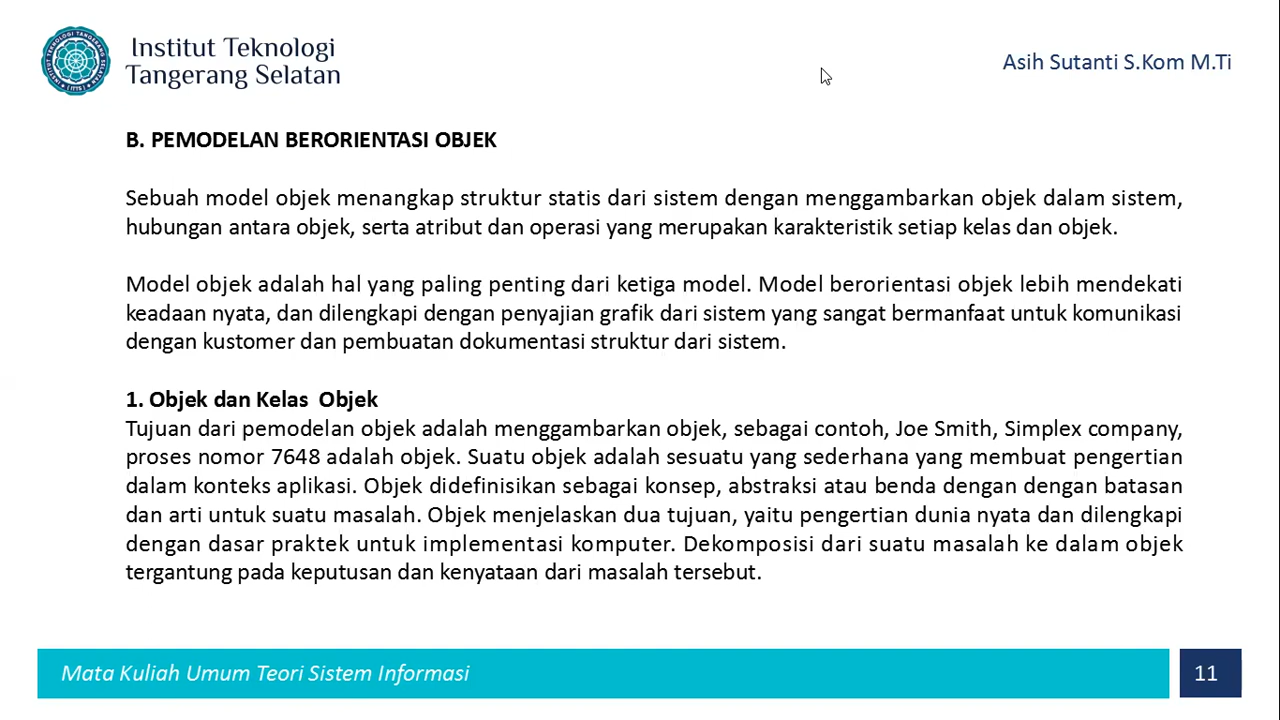 Institut Teknologi
Tangerang Selatan
Asih Sutanti S.Kom M.Ti
B. PEMODELAN BERORIENTASI OBJEK
Sebuah model objek menangkap struktur statis dari sistem dengan menggambarkan objek dalam sistem,
hubungan antara objek, serta atribut dan operasi yang merupakan karakteristik setiap kelas dan objek.
Model objek adalah hal yang paling penting dari ketiga model. Model berorientasi objek lebih mendekati
keadaan nyata, dan dilengkapi dengan penyajian grafik dari sistem yang sangat bermanfaat untuk komunikasi
dengan kustomer dan pembuatan dokumentasi struktur dari sistem.
1. Objek dan Kelas  Objek
Tujuan dari pemodelan objek adalah menggambarkan objek, sebagai contoh, Joe Smith, Simplex company,
proses nomor 7648 adalah objek. Suatu objek adalah sesuatu yang sederhana yang membuat pengertian
dalam konteks aplikasi. Objek didefinisikan sebagai konsep, abstraksi atau benda dengan dengan batasan
dan arti untuk suatu masalah. Objek menjelaskan dua tujuan, yaitu pengertian dunia nyata dan dilengkapi
dengan dasar praktek untuk implementasi komputer. Dekomposisi dari suatu masalah ke dalam objek
tergantung pada keputusan dan kenyataan dari masalah tersebut.
Mata Kuliah Umum Teori Sistem Informasi
11